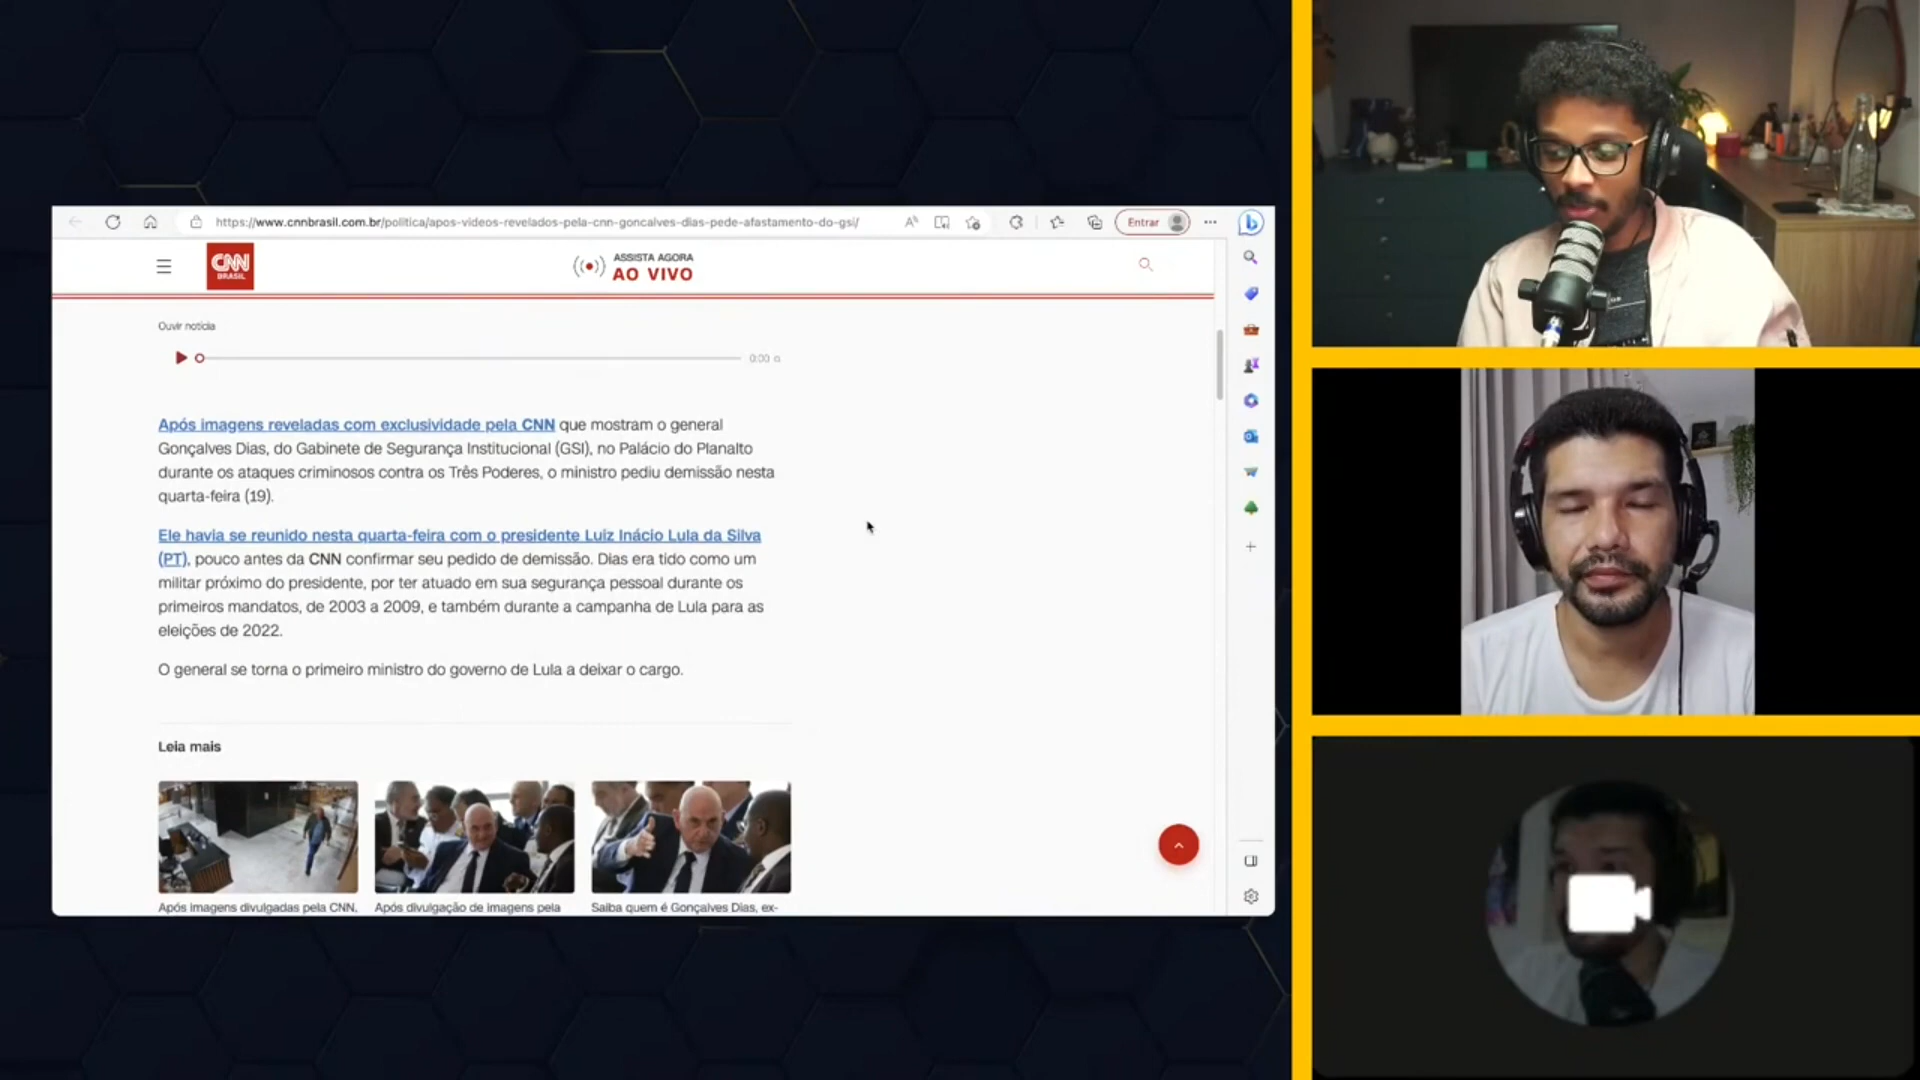 https://www.cnnbrasil.com.br/politica/apos-videos-revelados-pela-cnn-goncalves-dias-pede-afastamento-do-gsi/
Entrar
CNN
BRASIL
ASSISTA AGORA
AO VIVO
Ouvir notícia
0:00
Após imagens reveladas com exclusividade pela CNN que mostram o general
Gonçalves Dias, do Gabinete de Segurança Institucional (GSI), no Palácio do Planalto
durante os ataques criminosos contra os Três Poderes, o ministro pediu demissão nesta
quarta-feira (19).
Ele havia se reunido nesta quarta-feira com o presidente Luiz Inácio Lula da Silva
(PT), pouco antes da CNN confirmar seu pedido de demissão. Dias era tido como um
militar próximo do presidente, por ter atuado em sua segurança pessoal durante os
primeiros mandatos, de 2003 a 2009, e também durante a campanha de Lula para as
eleições de 2022.
O general se torna o primeiro ministro do governo de Lula a deixar o cargo.
Leia mais
Após imagens divulgadas pela CNN,
Após divulgação de imagens pela
Saiba quem é Gonçalves Dias, ex-